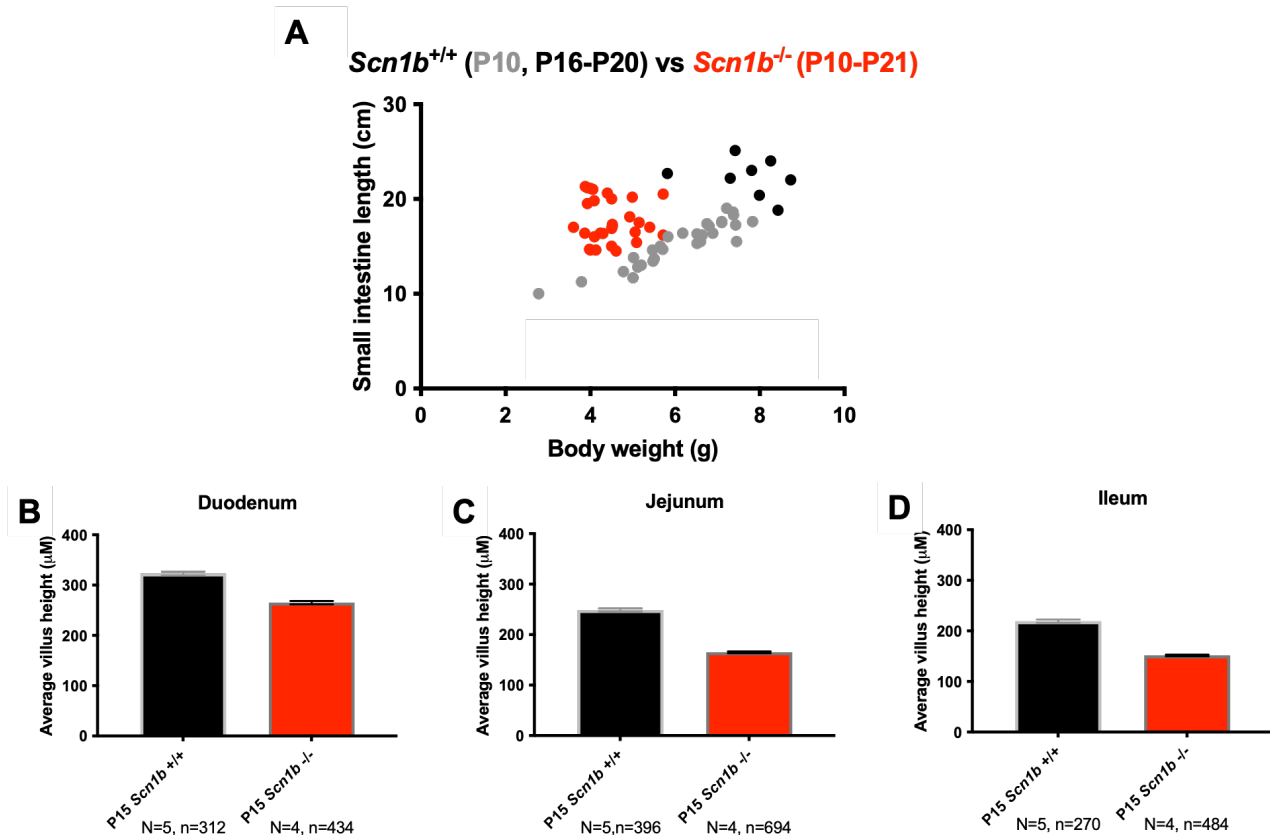 A
Scn1b+/+ (P10, P16-P20) vs Scn1b-/- (P10-P21)
Small intestine length (cm)
30
20
10
0
0 2 4 6 8 10
Body weight (g)
B
Duodenum
Average villus height (μM)
400
300
200
100
0
P15 Scn1b +/+
P15 Scn1b -/-
N=5, n=312
N=4, n=434
C
Jejunum
Average villus height (μM)
400
300
200
100
0
P15 Scn1b +/+
P15 Scn1b -/-
N=5,n=396
N=4, n=694
D
Ileum
Average villus height (μM)
400
300
200
100
0
P15 Scn1b +/+
P15 Scn1b -/-
N=5, n=270
N=4, n=484